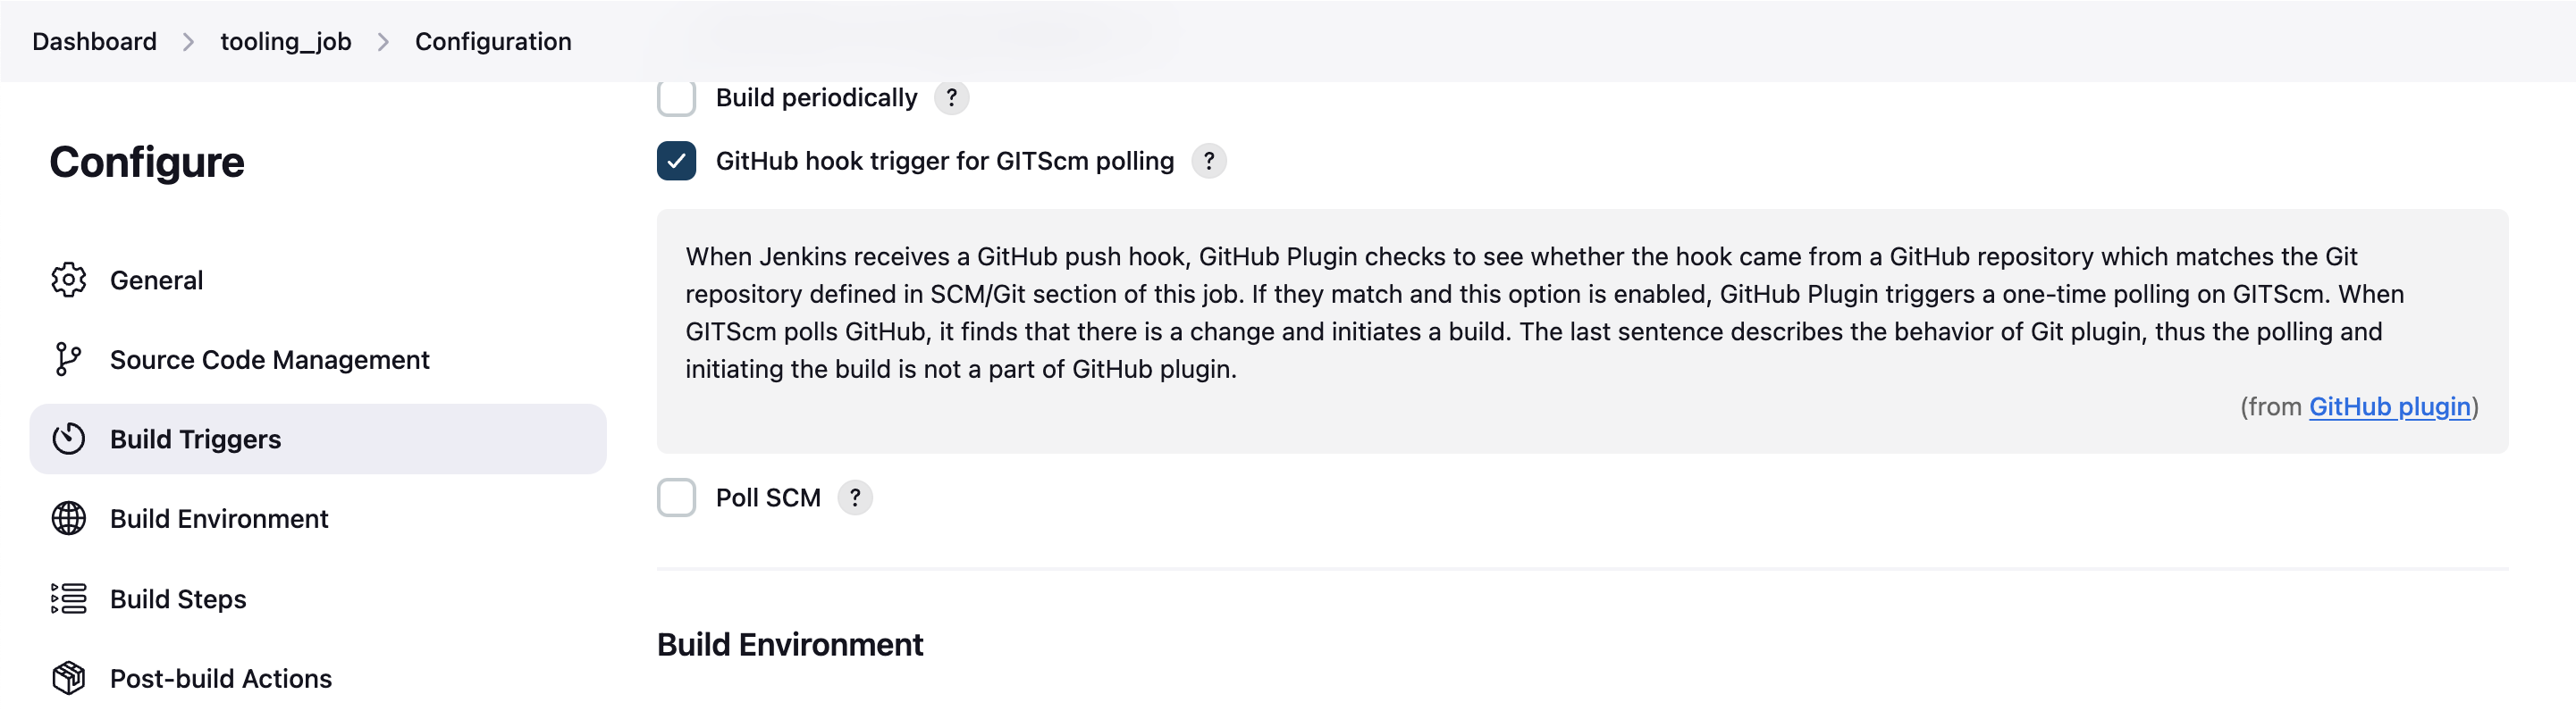 Dashboard > tooling_job > Configuration
Configure
General
Source Code Management
Build Triggers
Build Environment
Build Steps
Post-build Actions
Build periodically ?
GitHub hook trigger for GITScm polling ?
When Jenkins receives a GitHub push hook, GitHub Plugin checks to see whether the hook came from a GitHub repository which matches the Git
repository defined in SCM/Git section of this job. If they match and this option is enabled, GitHub Plugin triggers a one-time polling on GITScm. When
GITScm polls GitHub, it finds that there is a change and initiates a build. The last sentence describes the behavior of Git plugin, thus the polling and
initiating the build is not a part of GitHub plugin.
(from GitHub plugin)
Poll SCM ?
Build Environment